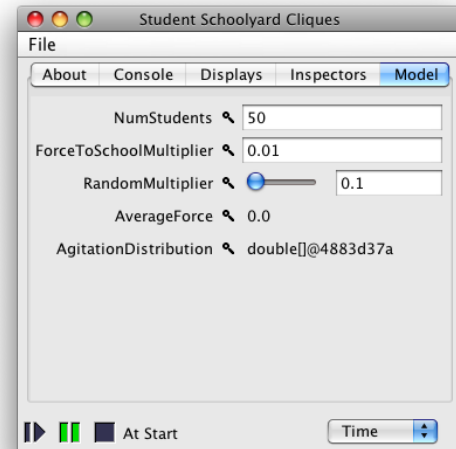 Student Schoolyard Cliques
File
About Console Displays Inspectors Model
NumStudents 50
ForceToSchoolMultiplier 0.01
RandomMultiplier 0.1
AverageForce 0.0
AgitationDistribution double[]@4883d37a
At Start Time